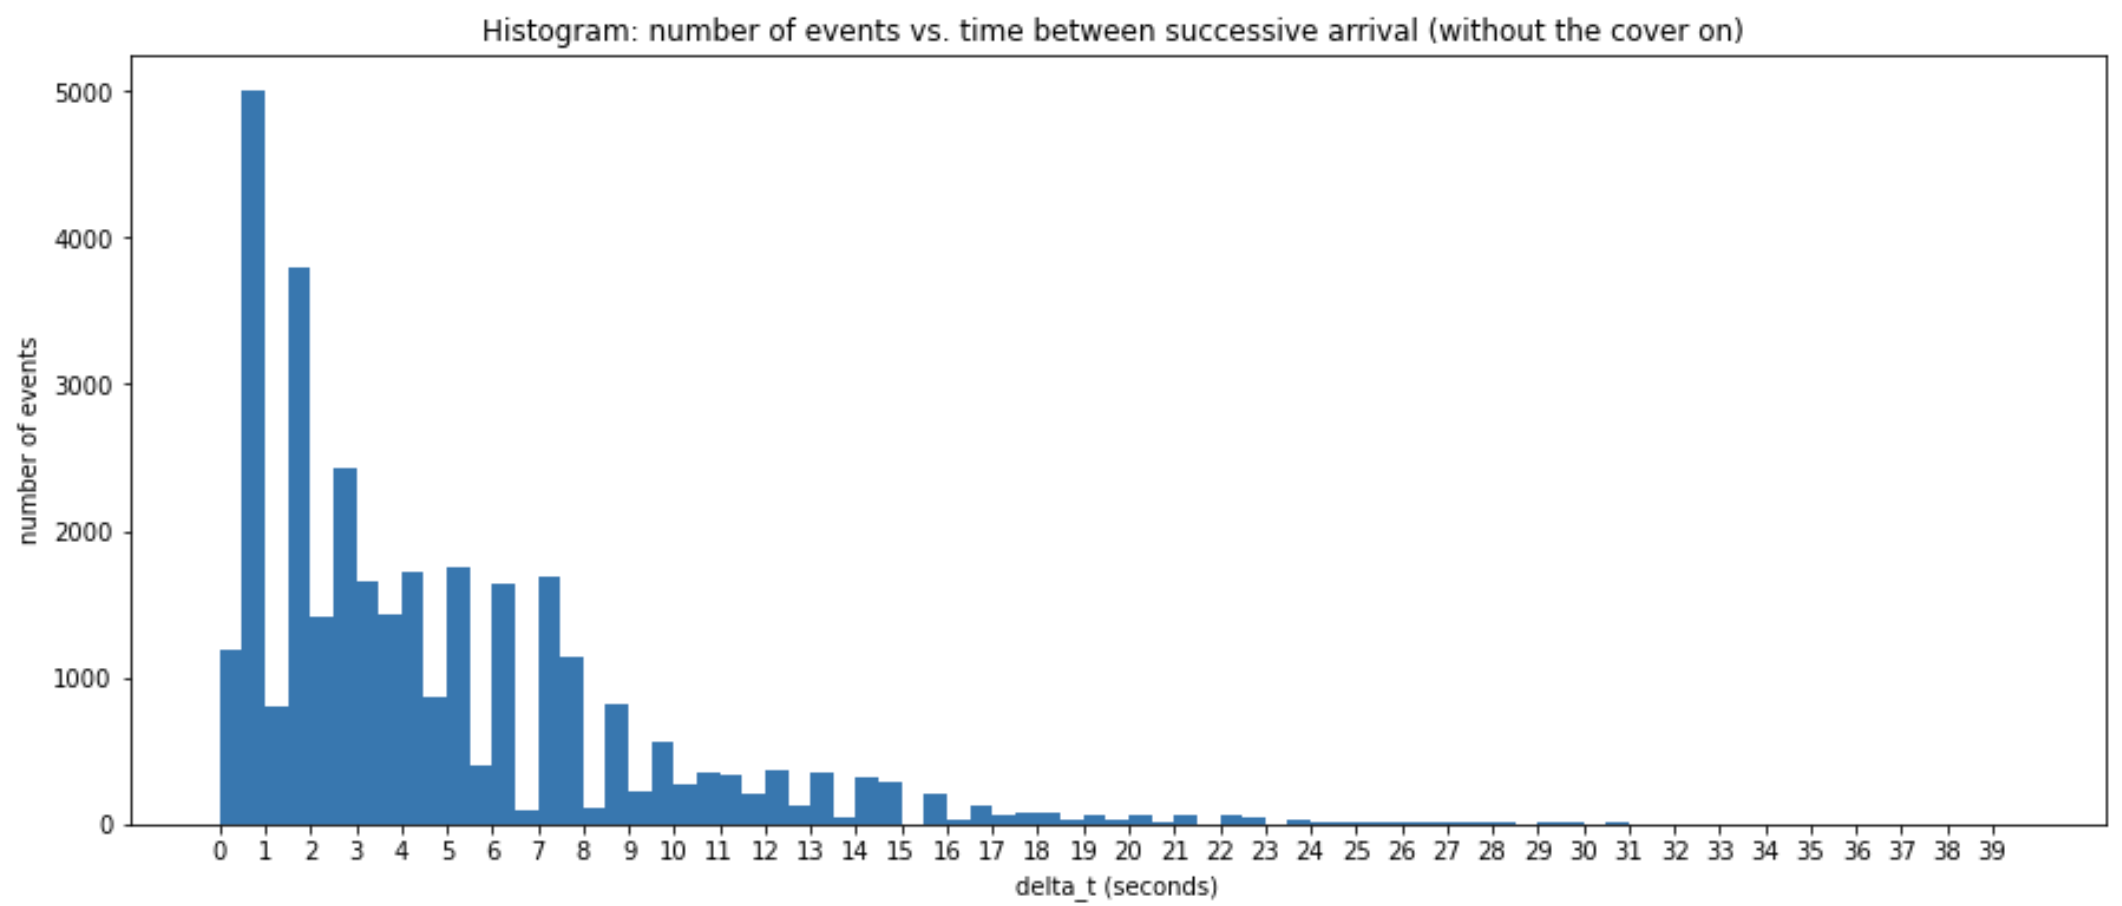 Histogram: number of events vs. time between successive arrival (without the cover on)
5000
4000
3000
2000
1000
0
number of events
0 1 2 3 4 5 6 7 8 9 10 11 12 13 14 15 16 17 18 19 20 21 22 23 24 25 26 27 28 29 30 31 32 33 34 35 36 37 38 39
delta_t (seconds)